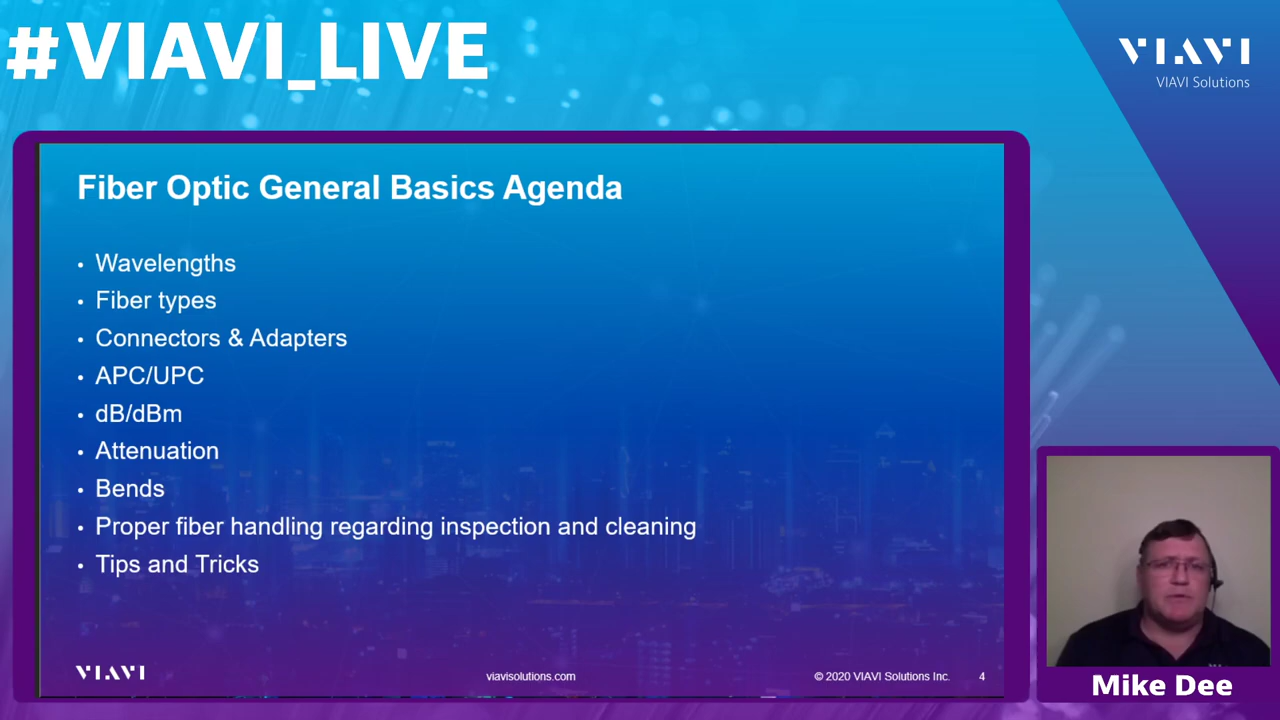 #VIAVI_LIVE
VIAVI
VIAVI Solutions
Fiber Optic General Basics Agenda
• Wavelengths
• Fiber types
• Connectors & Adapters
• APC/UPC
• dB/dBm
• Attenuation
• Bends
• Proper fiber handling regarding inspection and cleaning
• Tips and Tricks
VIAVI
viavisolutions.com
© 2020 VIAVI Solutions Inc.
4
Mike Dee